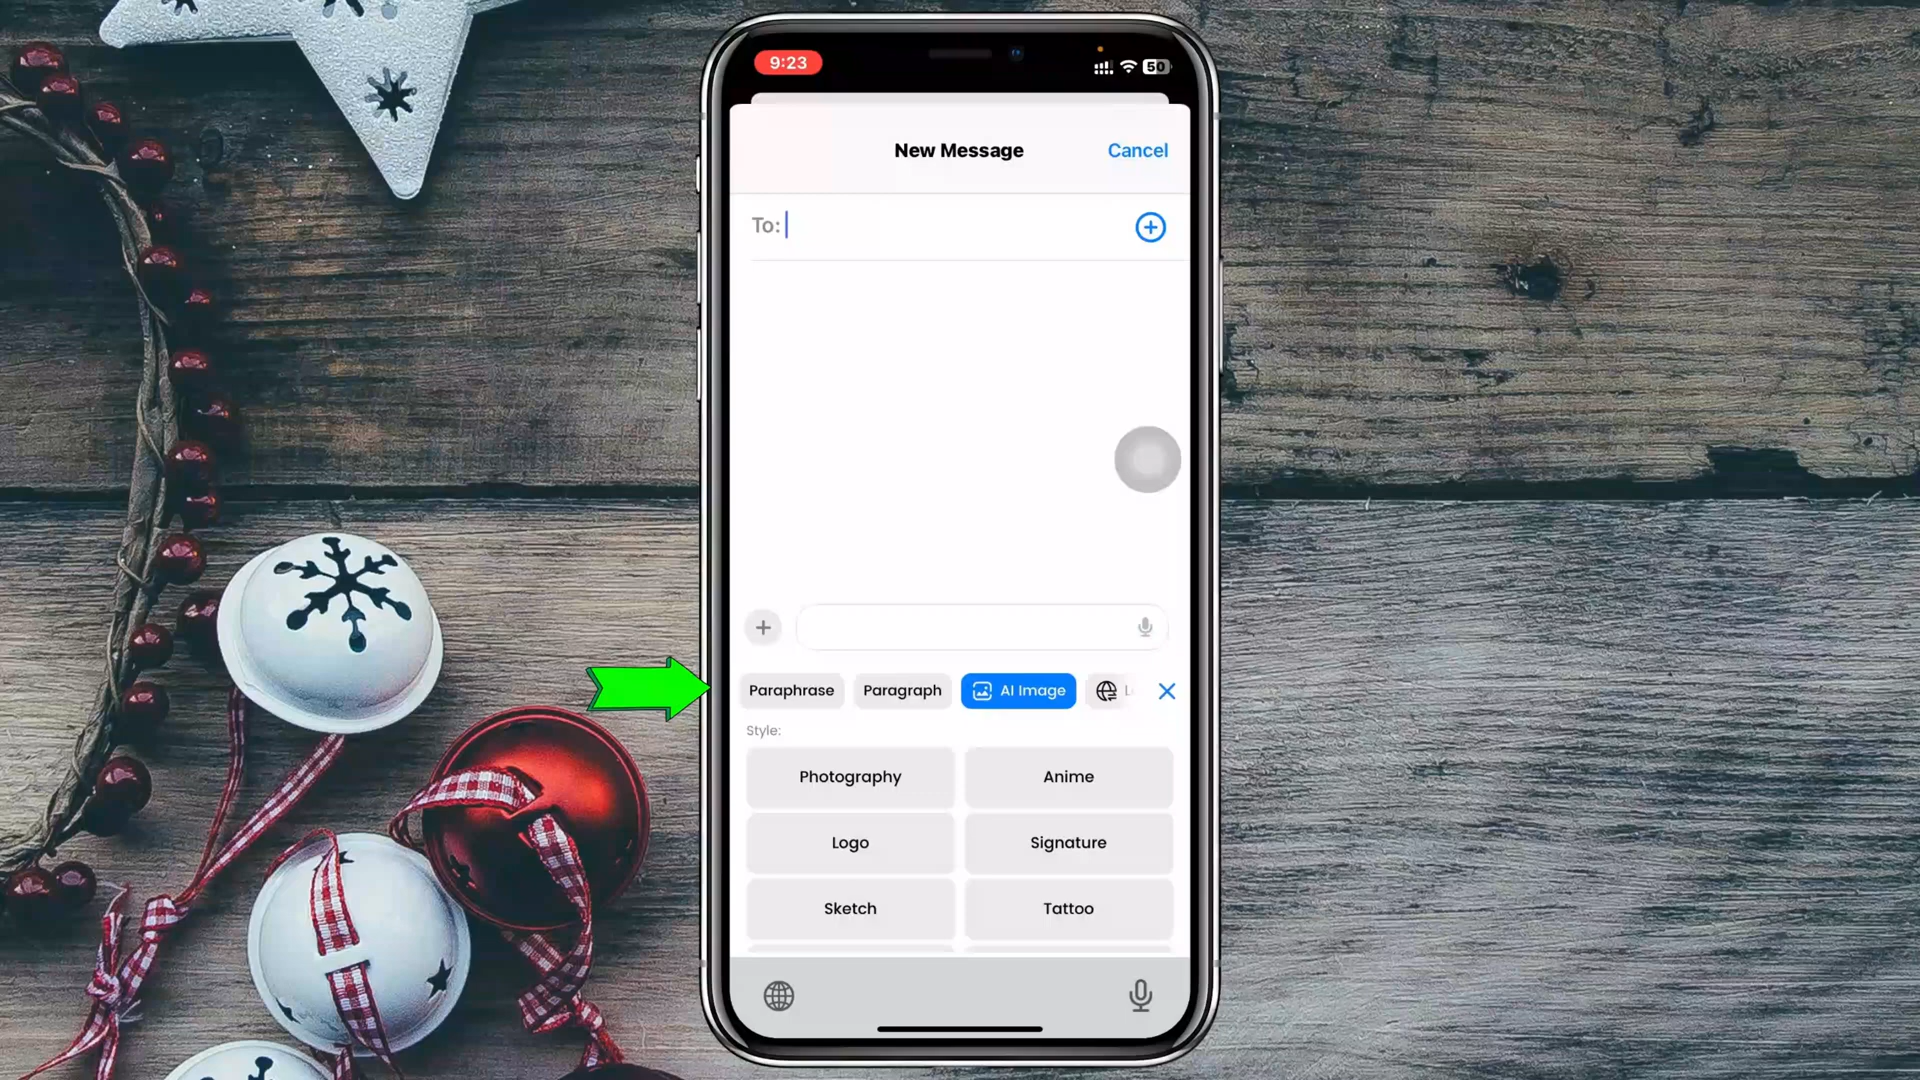 9:23
50
New Message
Cancel
To:
Paraphrase
Paragraph
AI Image
Style:
Photography
Anime
Logo
Signature
Sketch
Tattoo